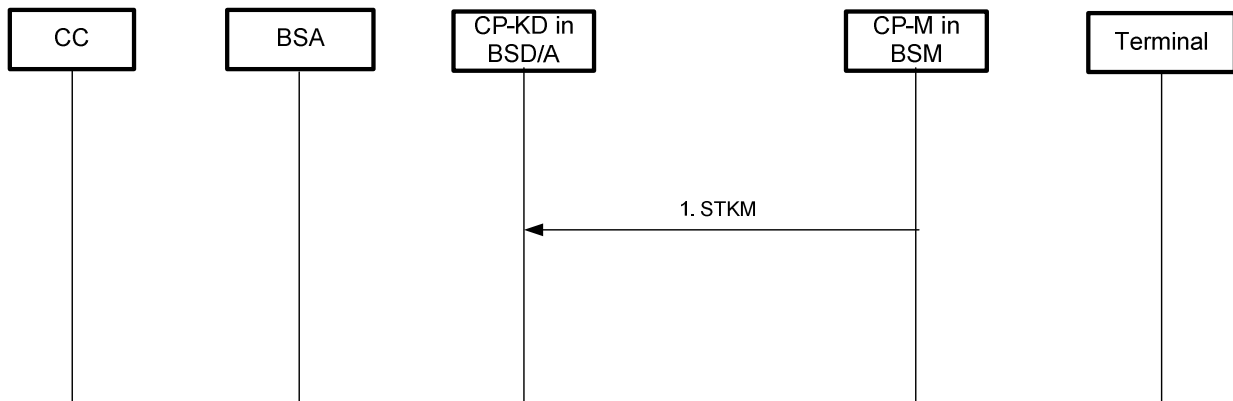 CC
BSA
CP-KD in
BSD/A
CP-M in
BSM
Terminal
1. STKM